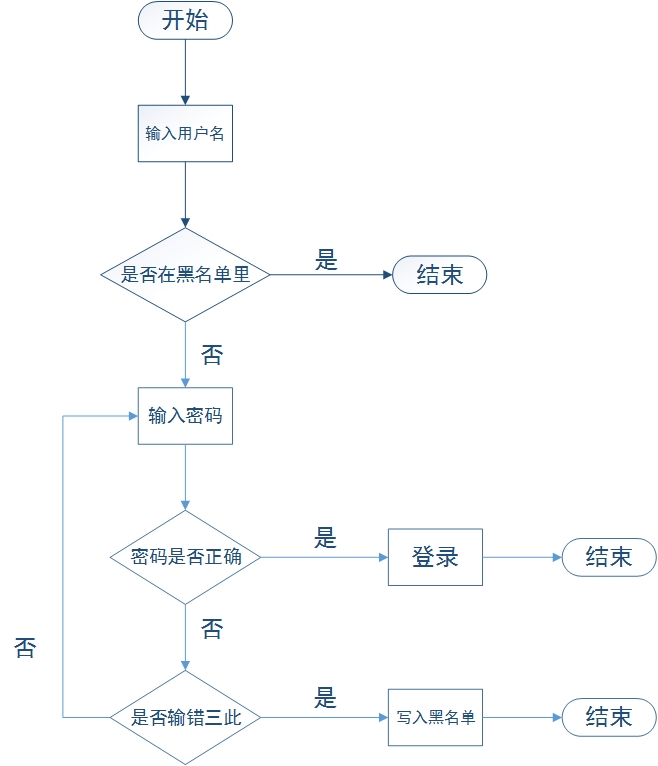 开始
输入用户名
是否在黑名单里
是
结束
否
输入密码
密码是否正确
是
登录
结束
否
否
是否输错三此
是
写入黑名单
结束